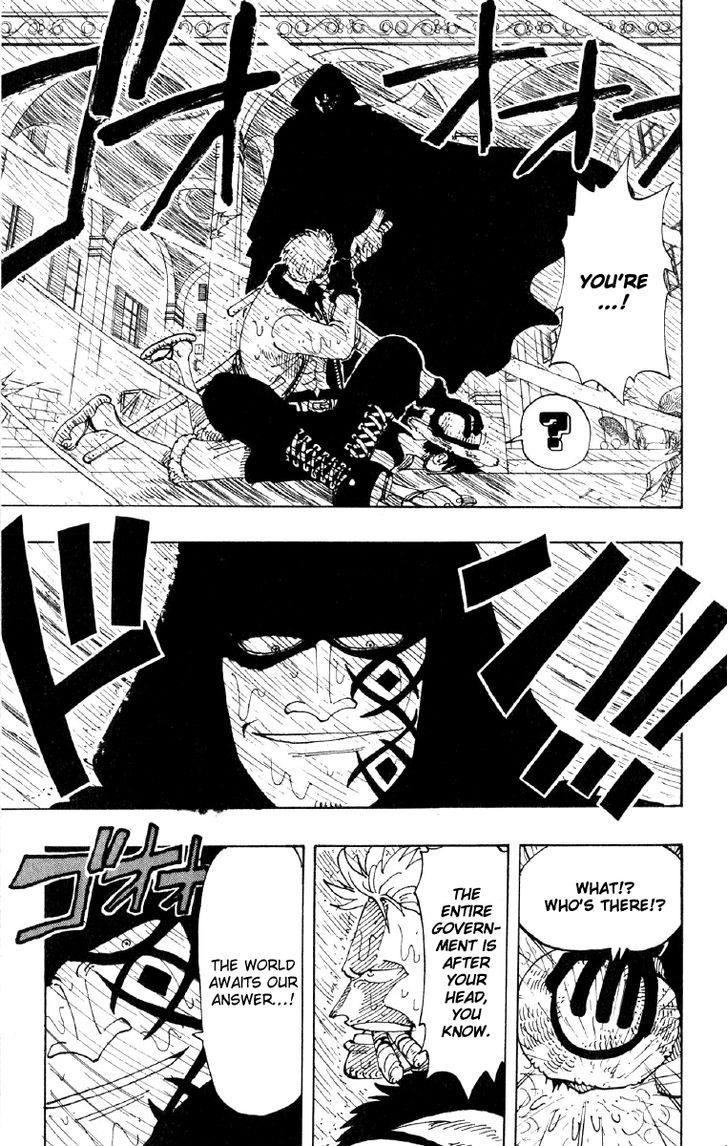 ゴオオオ
YOU'RE
...!
?
ドン!!
WHAT!?
WHO'S THERE!?
THE
ENTIRE
GOVERN-
MENT IS
AFTER
YOUR
HEAD,
YOU
KNOW.
THE WORLD
AWAITS OUR
ANSWER...!
ゴオオ